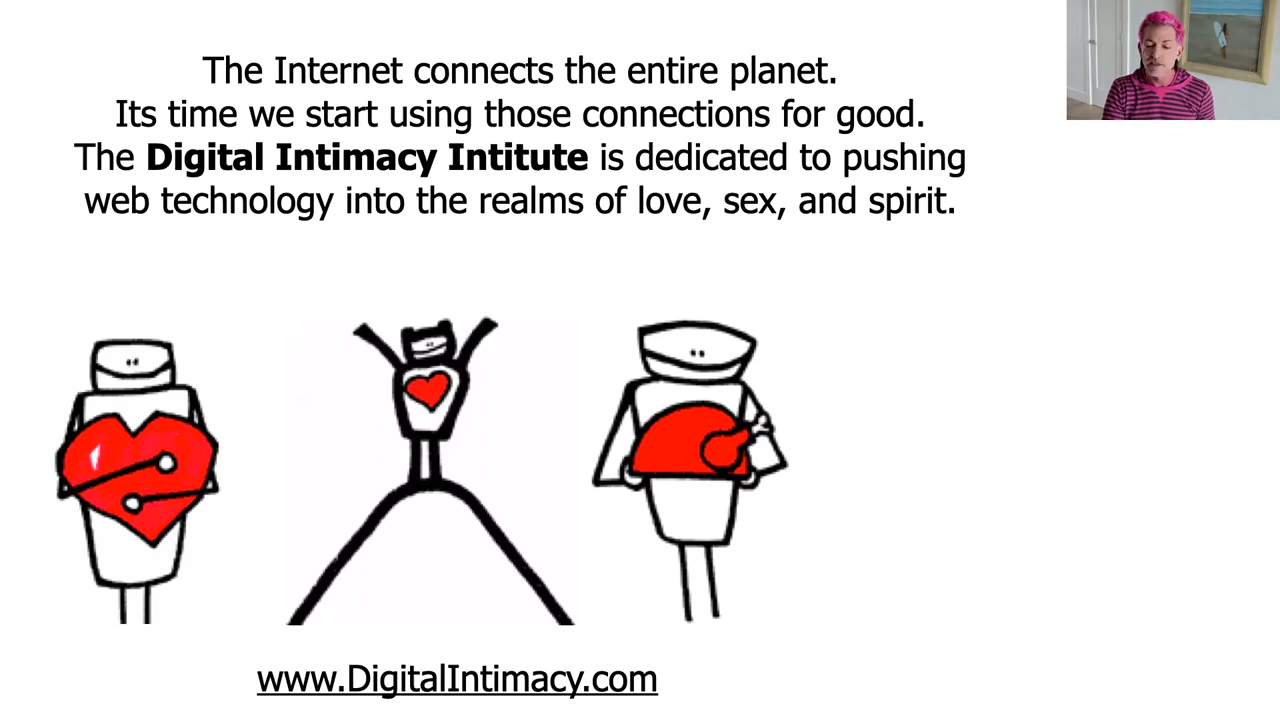 The Internet connects the entire planet.
Its time we start using those connections for good.
The Digital Intimacy Intitute is dedicated to pushing
web technology into the realms of love, sex, and spirit.
www.DigitalIntimacy.com